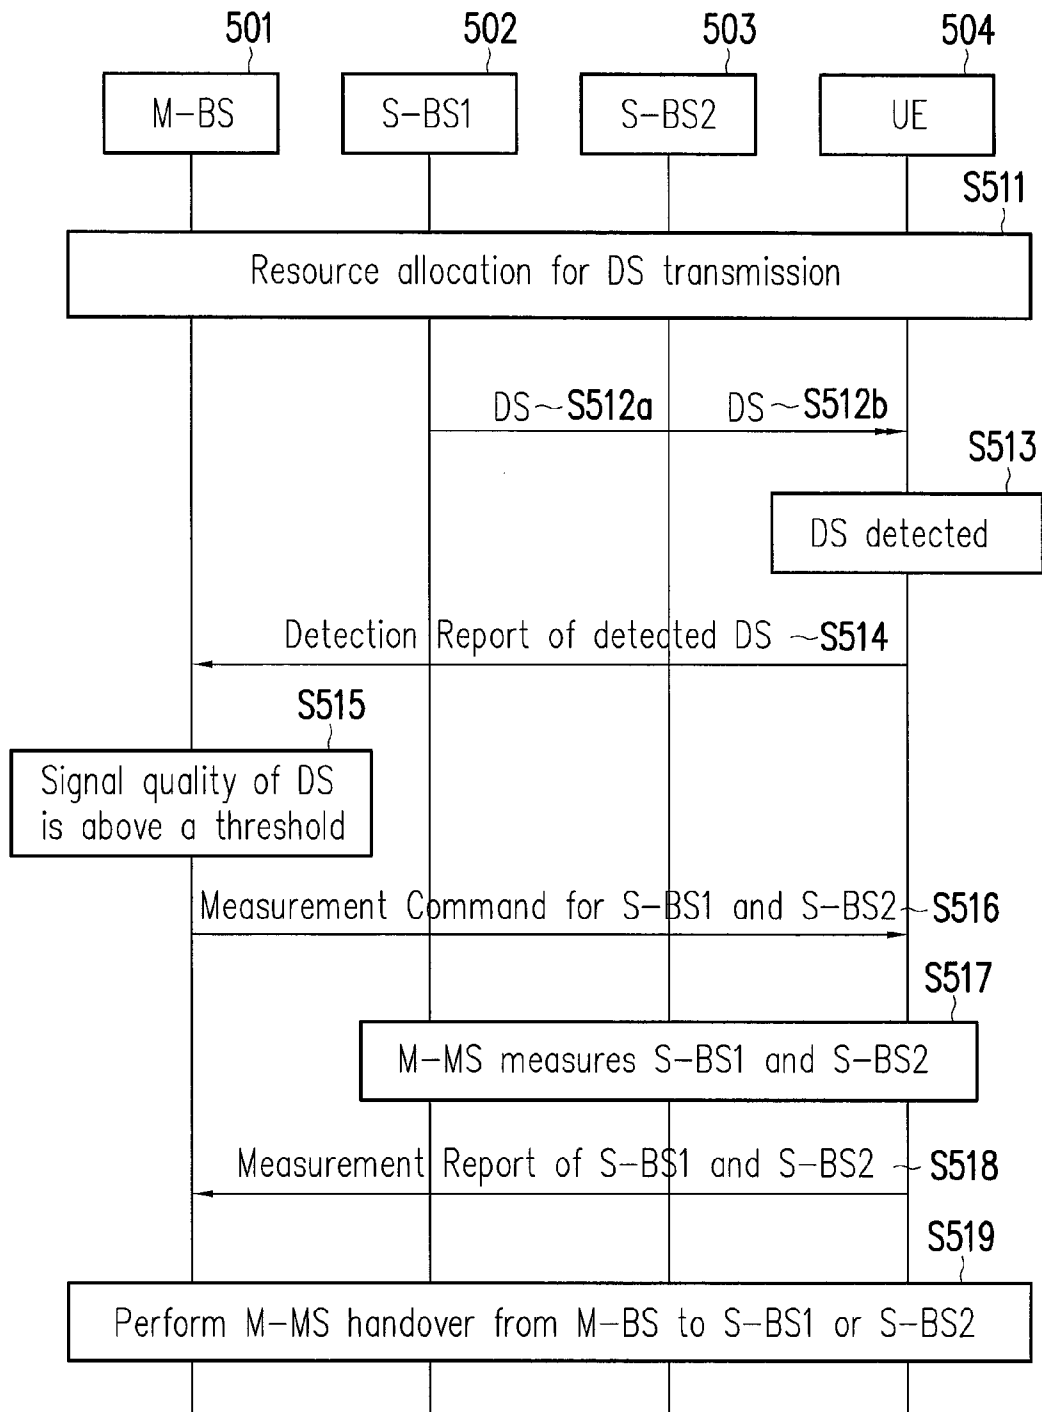 501 502 503 504
M-BS S-BS1 S-BS2 UE
S511
Resource allocation for DS transmission
DS S512a DS S512b
S513
DS detected
Detection Report of detected DS S514
S515
Signal quality of DS
is above a threshold
Measurement Command for S-BS1 and S-BS2 S516
S517
M-MS measures S-BS1 and S-BS2
Measurement Report of S-BS1 and S-BS2 S518
S519
Perform M-MS handover from M-BS to S-BS1 or S-BS2